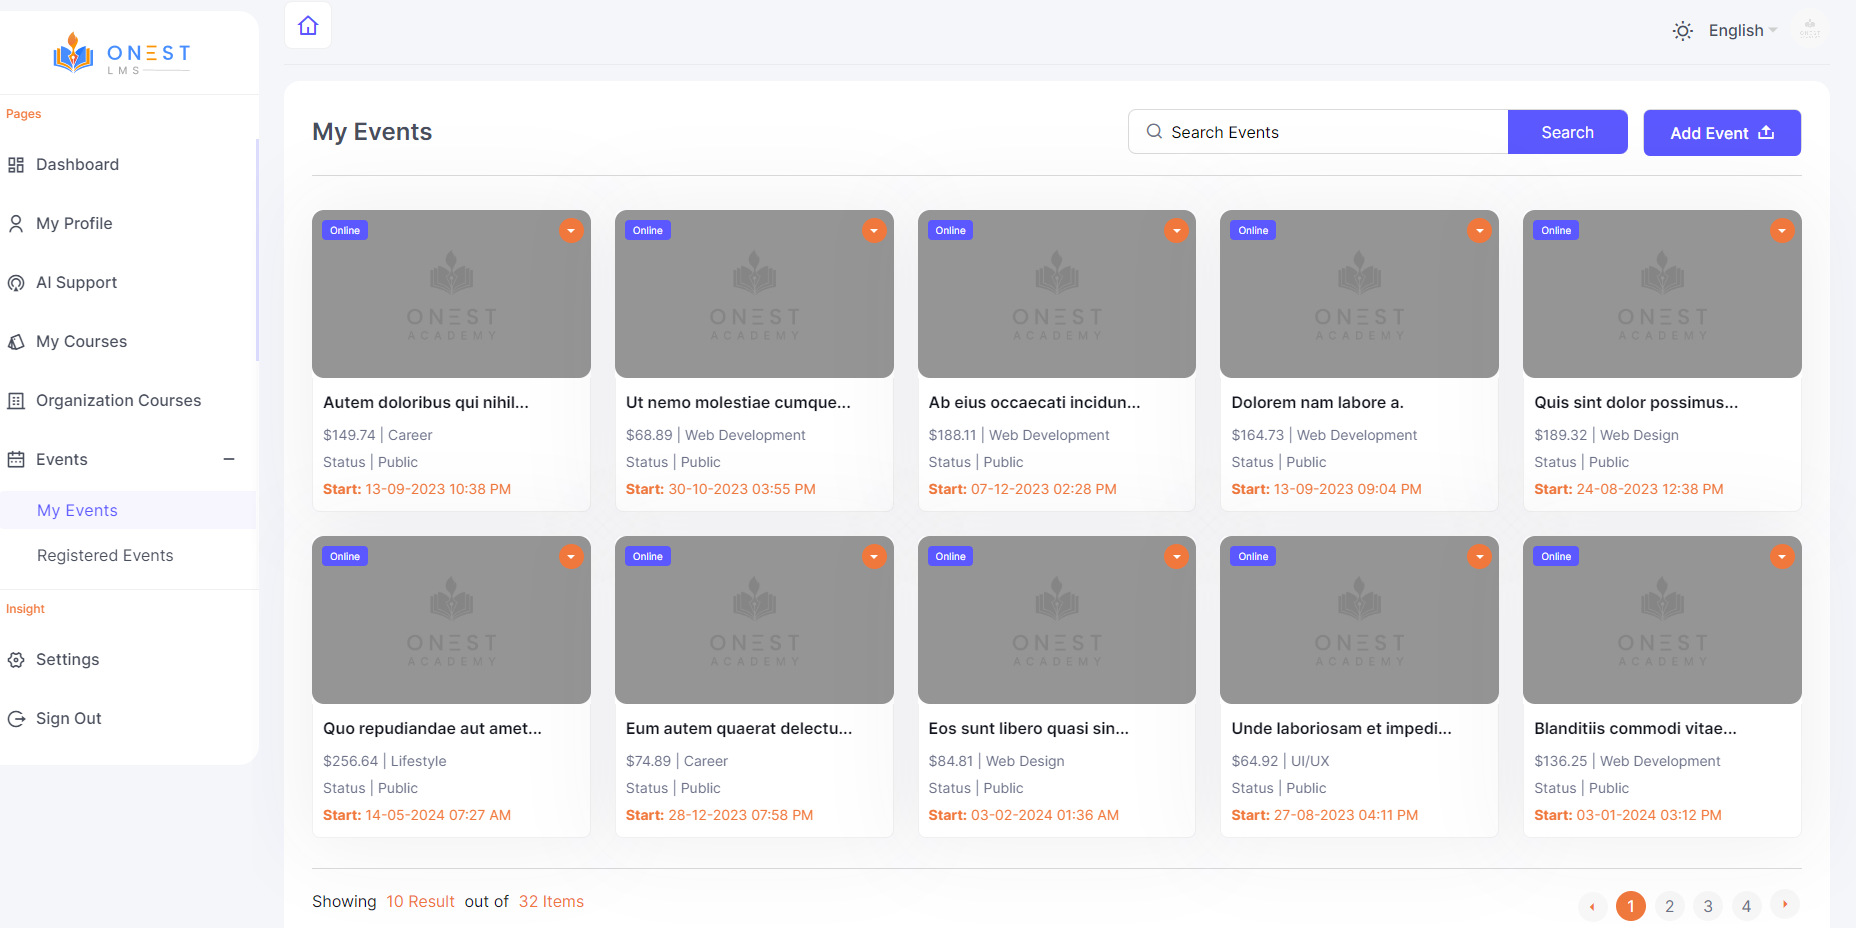 ONEST
LMS
English
Pages
Dashboard
My Profile
AI Support
My Courses
Organization Courses
Events
My Events
Registered Events
Insight
Settings
Sign Out
My Events
Search Events
Search
Add Event
Online
Online
Online
Online
Online
ONEST
ACADEMY
ONEST
ACADEMY
ONEST
ACADEMY
ONEST
ACADEMY
ONEST
ACADEMY
Autem doloribus qui nihil...
$149.74 | Career
Status | Public
Start: 13-09-2023 10:38 PM
Ut nemo molestiae cumque...
$68.89 | Web Development
Status | Public
Start: 30-10-2023 03:55 PM
Ab eius occaecati incidun...
$188.11 | Web Development
Status | Public
Start: 07-12-2023 02:28 PM
Dolorem nam labore a.
$164.73 | Web Development
Status | Public
Start: 13-09-2023 09:04 PM
Quis sint dolor possimus...
$189.32 | Web Design
Status | Public
Start: 24-08-2023 12:38 PM
Online
Online
Online
Online
Online
ONEST
ACADEMY
ONEST
ACADEMY
ONEST
ACADEMY
ONEST
ACADEMY
ONEST
ACADEMY
Quo repudiandae aut amet...
$256.64 | Lifestyle
Status | Public
Start: 14-05-2024 07:27 AM
Eum autem quaerat delectu...
$74.89 | Career
Status | Public
Start: 28-12-2023 07:58 PM
Eos sunt libero quasi sin...
$84.81 | Web Design
Status | Public
Start: 03-02-2024 01:36 AM
Unde laboriosam et impedi...
$64.92 | UI/UX
Status | Public
Start: 27-08-2023 04:11 PM
Blanditiis commodi vitae...
$136.25 | Web Development
Status | Public
Start: 03-01-2024 03:12 PM
Showing 10 Result out of 32 Items
1 2 3 4